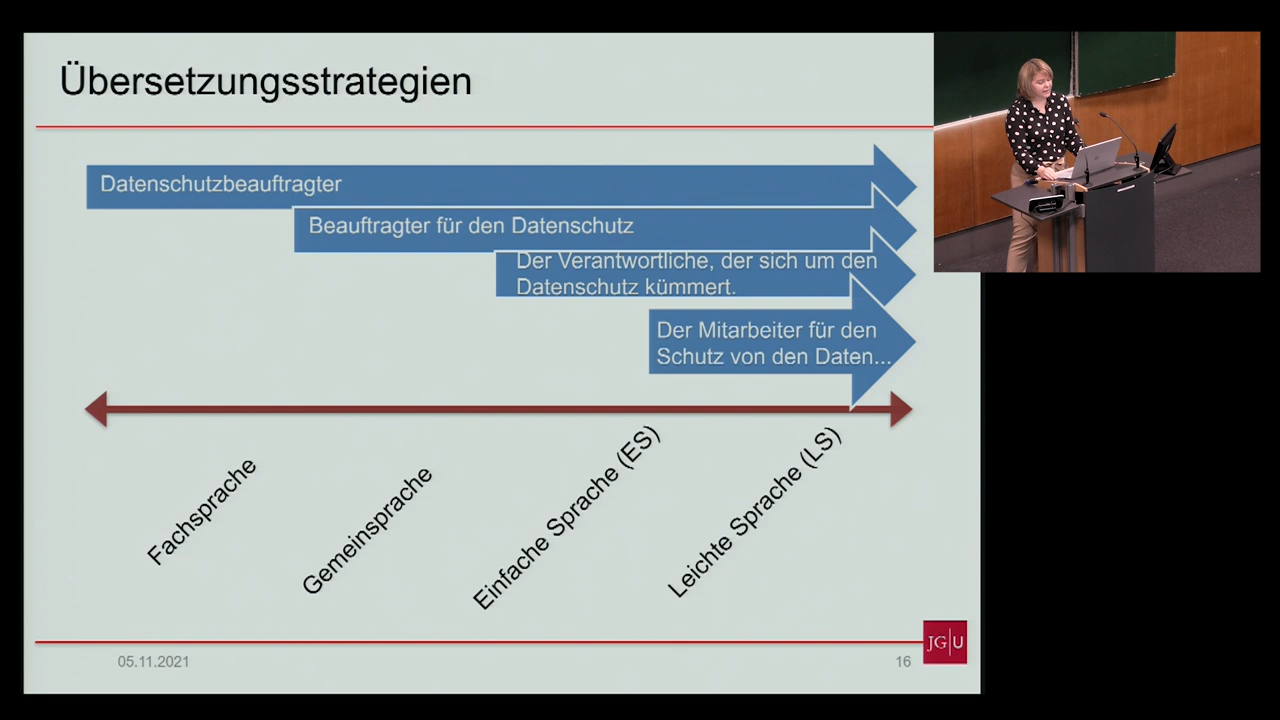 Übersetzungsstrategien
Datenschutzbeauftragter
Beauftragter für den Datenschutz
Der Verantwortliche, der sich um den
Datenschutz kümmert.
Der Mitarbeiter für den
Schutz von den Daten...
Fachsprache
Gemeinsprache
Einfache Sprache (ES)
Leichte Sprache (LS)
05.11.2021
16
JG|U